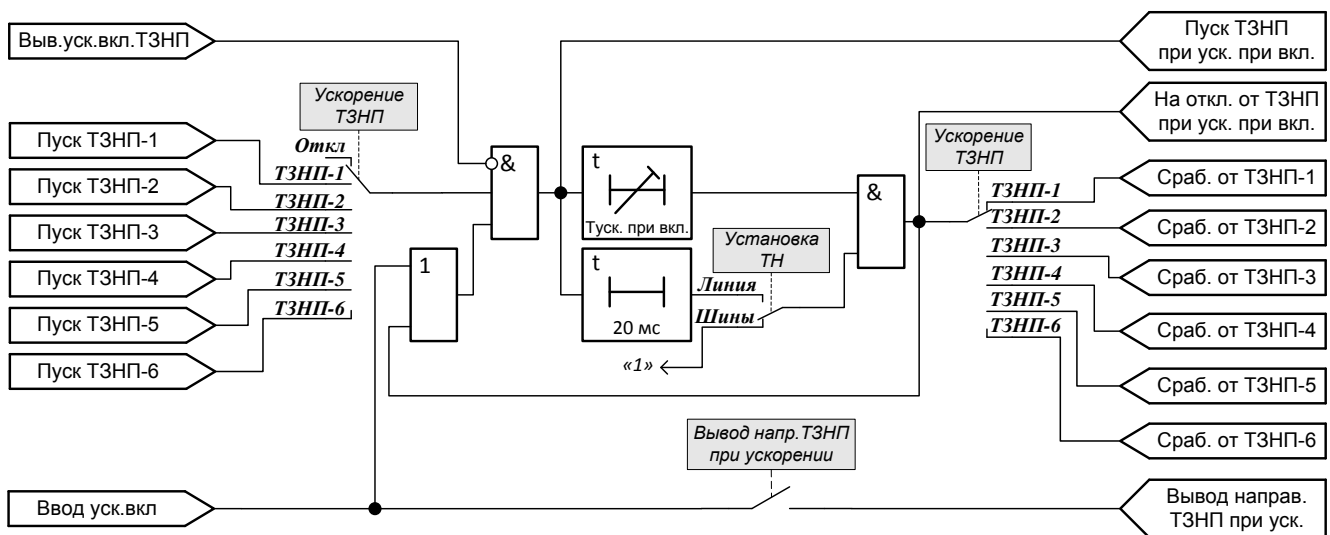 Выв.уск.вкл.ТЗНП
Пуск ТЗНП
при уск. при вкл.
Ускорение
ТЗНП
На откл. от ТЗНП
при уск. при вкл.
Пуск ТЗНП-1
Пуск ТЗНП-2
Пуск ТЗНП-3
Пуск ТЗНП-4
Пуск ТЗНП-5
Пуск ТЗНП-6
Откл
ТЗНП-1
ТЗНП-2
ТЗНП-3
ТЗНП-4
ТЗНП-5
ТЗНП-6
&
1
t
Туск. при вкл.
t
20 мс
Установка
ТН
Линия
Шины
«1»
&
Ускорение
ТЗНП
ТЗНП-1
ТЗНП-2
ТЗНП-3
ТЗНП-4
ТЗНП-5
ТЗНП-6
Сраб. от ТЗНП-1
Сраб. от ТЗНП-2
Сраб. от ТЗНП-3
Сраб. от ТЗНП-4
Сраб. от ТЗНП-5
Сраб. от ТЗНП-6
Вывод напр.ТЗНП
при ускорении
Ввод уск.вкл
Вывод направ.
ТЗНП при уск.